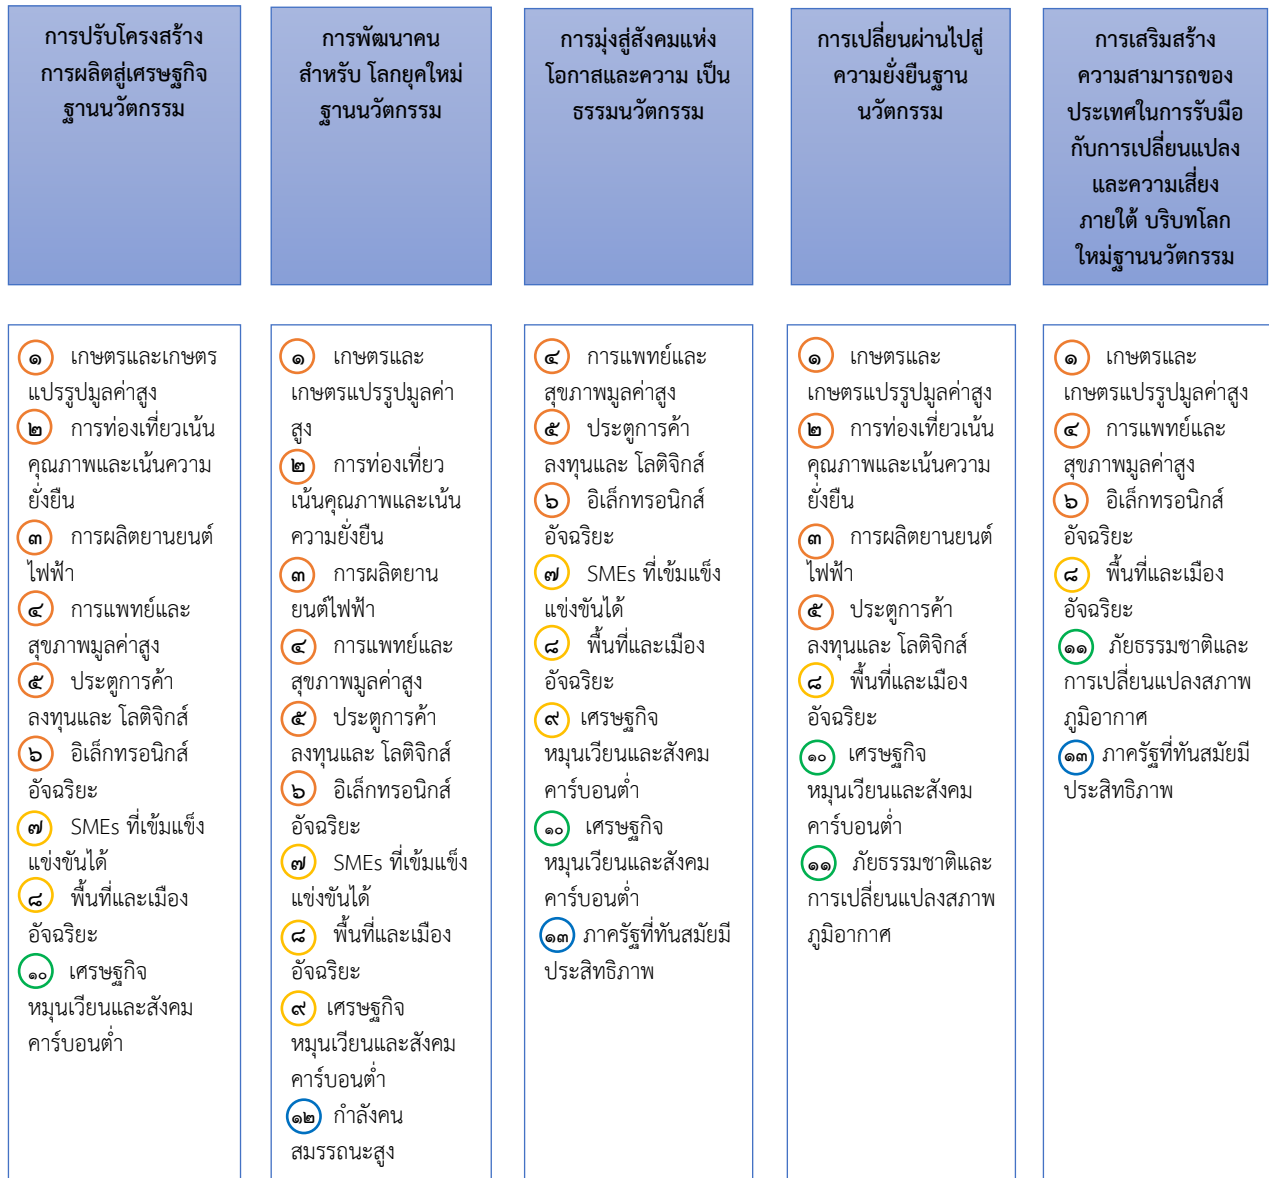 การปรับโครงสร้าง
การผลิตสู่เศรษฐกิจ
ฐานนวัตกรรม
การพัฒนาคน
สำหรับ โลกยุคใหม่
ฐานนวัตกรรม
การมุ่งสู่สังคมแห่ง
โอกาสและความ เป็น
ธรรมนวัตกรรม
การเปลี่ยนผ่านไปสู่
ความยั่งยืนฐาน
นวัตกรรม
การเสริมสร้าง
ความสามารถของ
ประเทศในการรับมือ
กับการเปลี่ยนแปลง
และความเสี่ยง
ภายใต้ บริบทโลก
ใหม่ฐานนวัตกรรม
๑ เกษตรและเกษตร
แปรรูปมูลค่าสูง
๒ การท่องเที่ยวเน้น
คุณภาพและเน้นความ
ยั่งยืน
๓ การผลิตยานยนต์
ไฟฟ้า
๔ การแพทย์และ
สุขภาพมูลค่าสูง
๕ ประตูการค้า
ลงทุนและ โลติจิกส์
๖ อิเล็กทรอนิกส์
อัจฉริยะ
๗ SMEs ที่เข้มแข็ง
แข่งขันได้
๘ พื้นที่และเมือง
อัจฉริยะ
๑๐ เศรษฐกิจ
หมุนเวียนและสังคม
คาร์บอนต่ำ
๑ เกษตรและ
เกษตรแปรรูปมูลค่า
สูง
๒ การท่องเที่ยว
เน้นคุณภาพและเน้น
ความยั่งยืน
๓ การผลิตยาน
ยนต์ไฟฟ้า
๔ การแพทย์และ
สุขภาพมูลค่าสูง
๕ ประตูการค้า
ลงทุนและ โลติจิกส์
๖ อิเล็กทรอนิกส์
อัจฉริยะ
๗ SMEs ที่เข้มแข็ง
แข่งขันได้
๘ พื้นที่และเมือง
อัจฉริยะ
๙ เศรษฐกิจ
หมุนเวียนและสังคม
คาร์บอนต่ำ
๑๒ กำลังคน
สมรรถนะสูง
๔ การแพทย์และ
สุขภาพมูลค่าสูง
๕ ประตูการค้า
ลงทุนและ โลติจิกส์
๖ อิเล็กทรอนิกส์
อัจฉริยะ
๗ SMEs ที่เข้มแข็ง
แข่งขันได้
๘ พื้นที่และเมือง
อัจฉริยะ
๙ เศรษฐกิจ
หมุนเวียนและสังคม
คาร์บอนต่ำ
๑๐ เศรษฐกิจ
หมุนเวียนและสังคม
คาร์บอนต่ำ
๑๓ ภาครัฐที่ทันสมัยมี
ประสิทธิภาพ
๑ เกษตรและ
เกษตรแปรรูปมูลค่าสูง
๒ การท่องเที่ยวเน้น
คุณภาพและเน้นความ
ยั่งยืน
๓ การผลิตยานยนต์
ไฟฟ้า
๕ ประตูการค้า
ลงทุนและ โลติจิกส์
๘ พื้นที่และเมือง
อัจฉริยะ
๑๐ เศรษฐกิจ
หมุนเวียนและสังคม
คาร์บอนต่ำ
๑๑ ภัยธรรมชาติและ
การเปลี่ยนแปลงสภาพ
ภูมิอากาศ
๑ เกษตรและ
เกษตรแปรรูปมูลค่าสูง
๔ การแพทย์และ
สุขภาพมูลค่าสูง
๖ อิเล็กทรอนิกส์
อัจฉริยะ
๘ พื้นที่และเมือง
อัจฉริยะ
๑๑ ภัยธรรมชาติและ
การเปลี่ยนแปลงสภาพ
ภูมิอากาศ
๑๓ ภาครัฐที่ทันสมัยมี
ประสิทธิภาพ